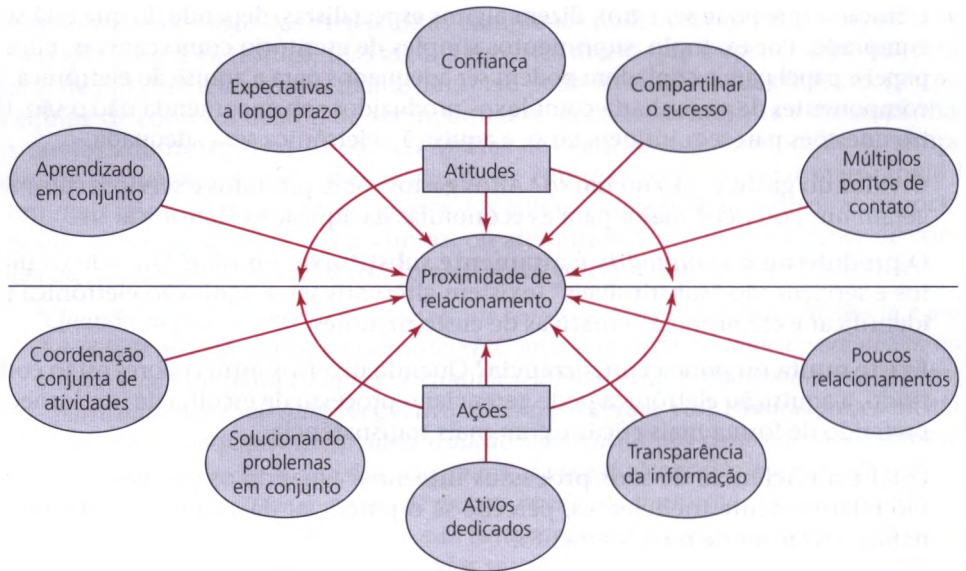 Confiança
Expectativas
a longo prazo
Compartilhar
o sucesso
Aprendizado
em conjunto
Atitudes
Múltiplos
pontos de
contato
Proximidade de
relacionamento
Coordenação
conjunta de
atividades
Poucos
relacionamentos
Ações
Solucionando
problemas
em conjunto
Transparência
da informação
Ativos
dedicados